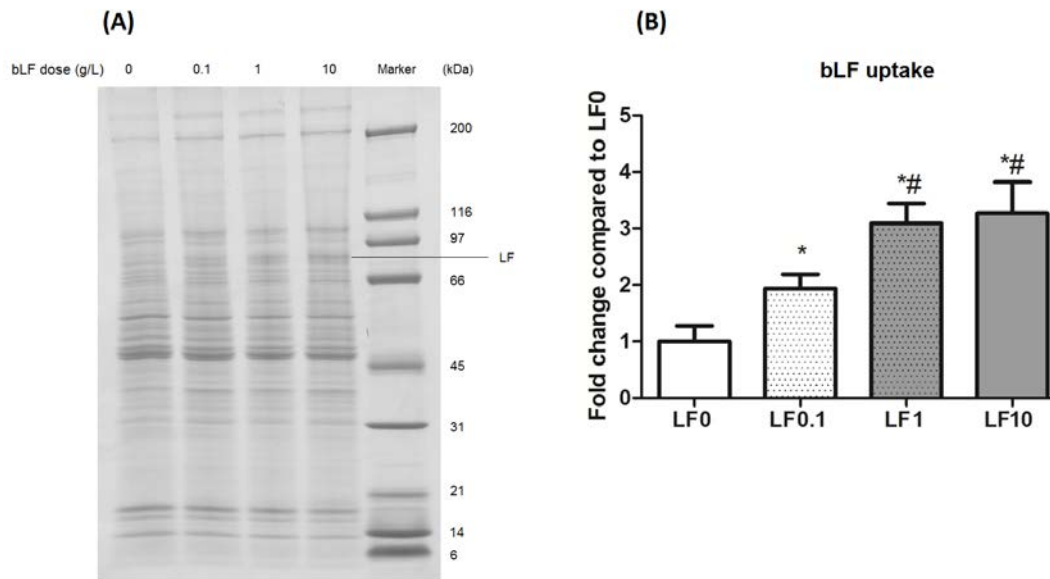 (A)
bLF dose (g/L) 0 0.1 1 10 Marker (kDa)
200
116
97
LF
66
45
31
21
14
6
(B)
bLF uptake
Fold change compared to LF0
5
4
3
2
1
0
*
*#
*#
LF0 LF0.1 LF1 LF10